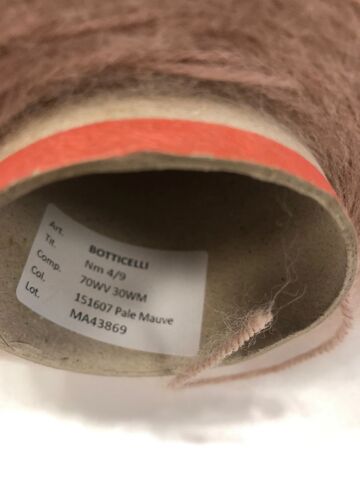 Art. BOTTICELLI
Tit. Nm 4/9
Comp. 70WV 30WM
Col. 151607 Pale Mauve
Lot. MA43869